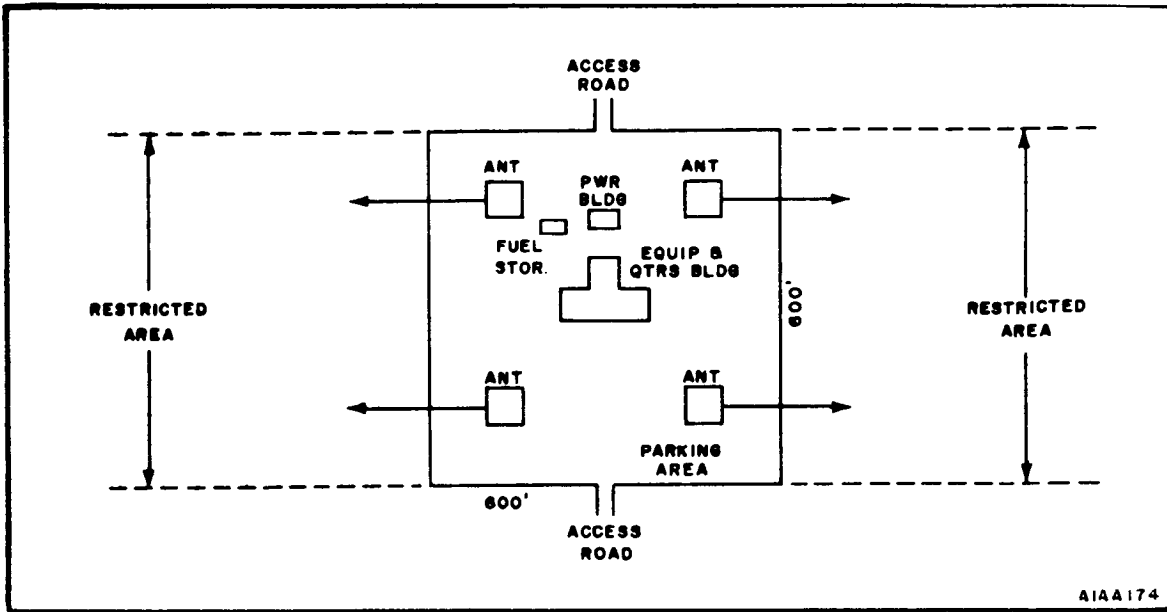 ACCESS
ROAD
ANT
ANT
PWR
BLDG
FUEL
STOR.
EQUIP &
QTRS BLDG
RESTRICTED
AREA
600'
RESTRICTED
AREA
ANT
ANT
PARKING
AREA
600'
ACCESS
ROAD
A1AA174